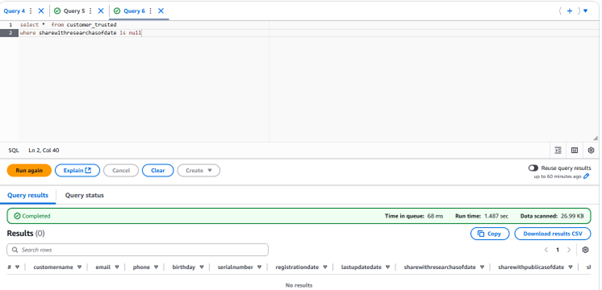 Query 4
Query 5
Query 6
1 select * from customer_trusted
2 where sharewithresearchasofdate is null
SQL Ln 2, Col 40
Run again Explain Cancel Clear Create
Reuse query results
up to 60 minutes ago
Query results Query status
Completed Time in queue: 68 ms Run time: 1.487 sec Data scanned: 26.99 KB
Results (0) Copy Download results CSV
Search rows 1
# customername email phone birthday serialnumber registrationdate lastupdatedate sharewithresearchasofdate sharewithpublicasofdate
No results